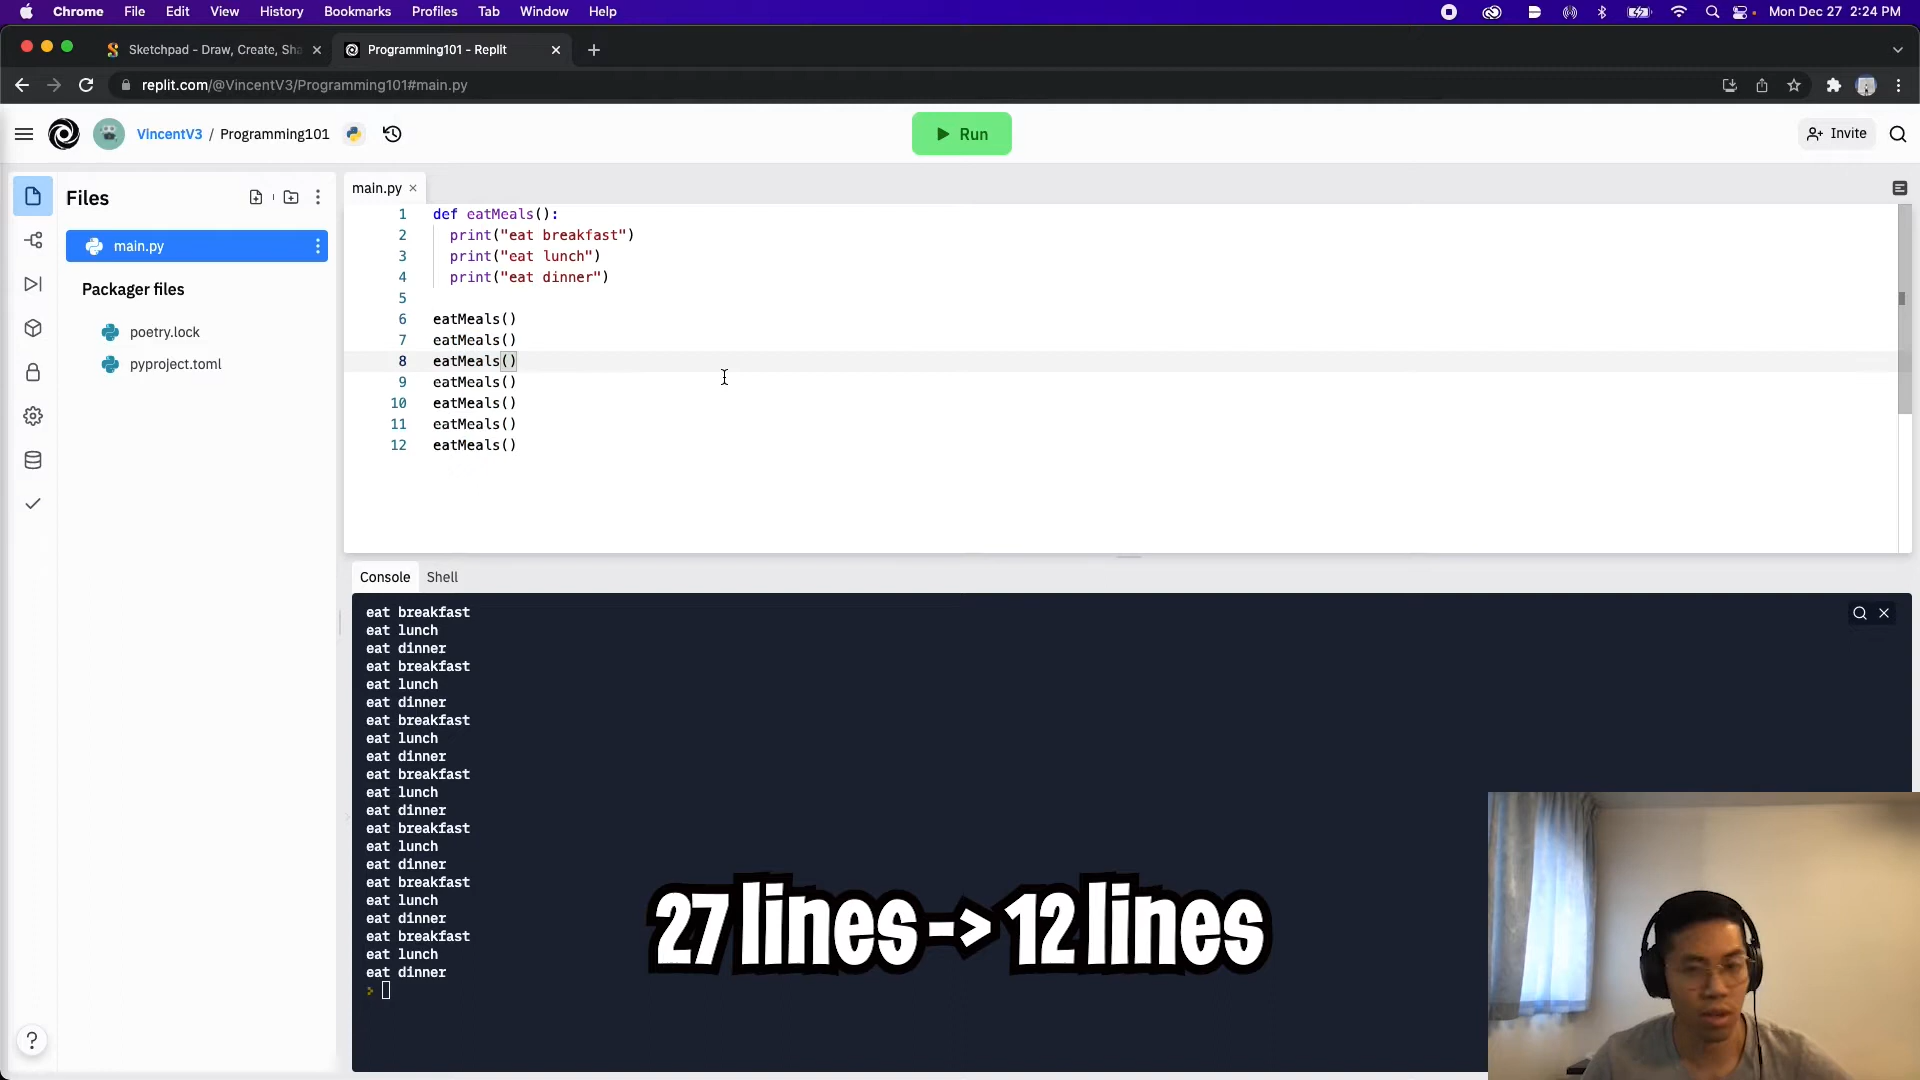 Chrome File Edit View History Bookmarks Profiles Tab Window Help Mon Dec 27 2:24 PM
Sketchpad - Draw, Create, Sha Programming101 - Replit
replit.com/@VincentV3/Programming101#main.py
VincentV3 / Programming101 Run Invite
Files
main.py
Packager files
poetry.lock
pyproject.toml
main.py
1 def eatMeals():
2 print("eat breakfast")
3 print("eat lunch")
4 print("eat dinner")
5
6 eatMeals()
7 eatMeals()
8 eatMeals()
9 eatMeals()
10 eatMeals()
11 eatMeals()
12 eatMeals()
Console Shell
eat breakfast
eat lunch
eat dinner
eat breakfast
eat lunch
eat dinner
eat breakfast
eat lunch
eat dinner
eat breakfast
eat lunch
eat dinner
eat breakfast
eat lunch
eat dinner
eat breakfast
eat lunch
eat dinner
eat breakfast
eat lunch
eat dinner
27 lines -> 12 lines